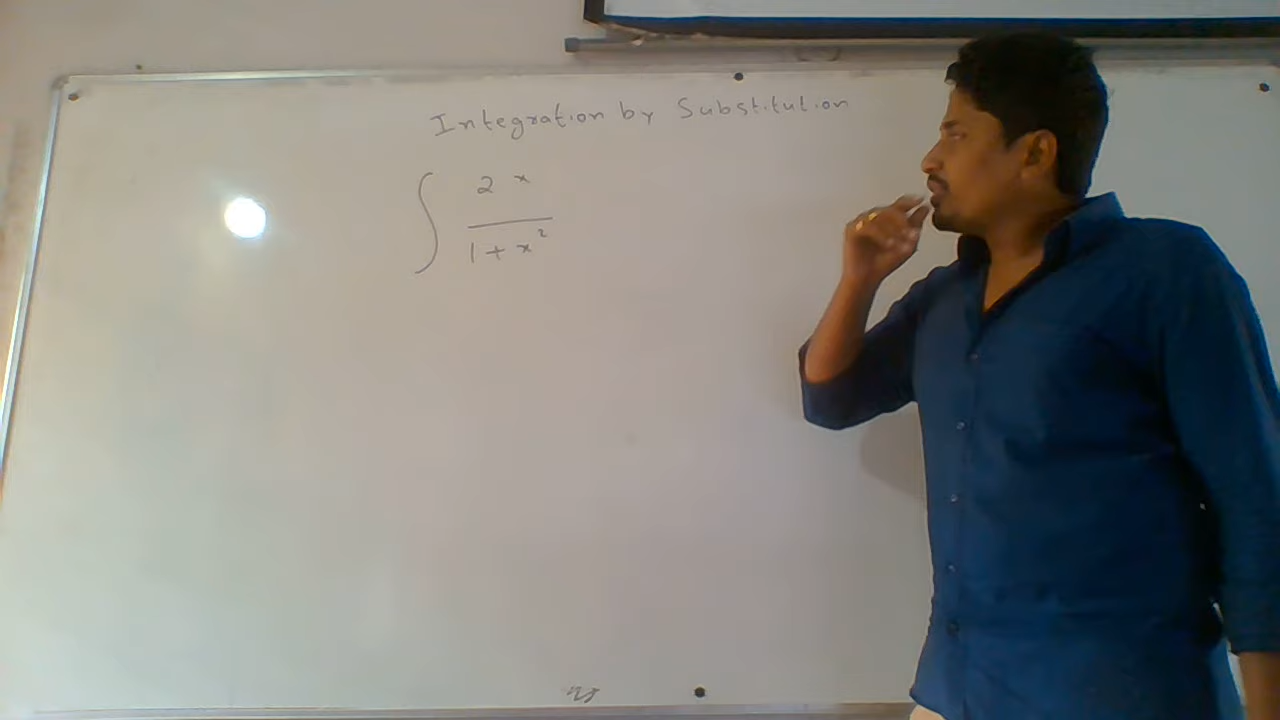 Integration by Substitution
∫ 2x / 1+x²